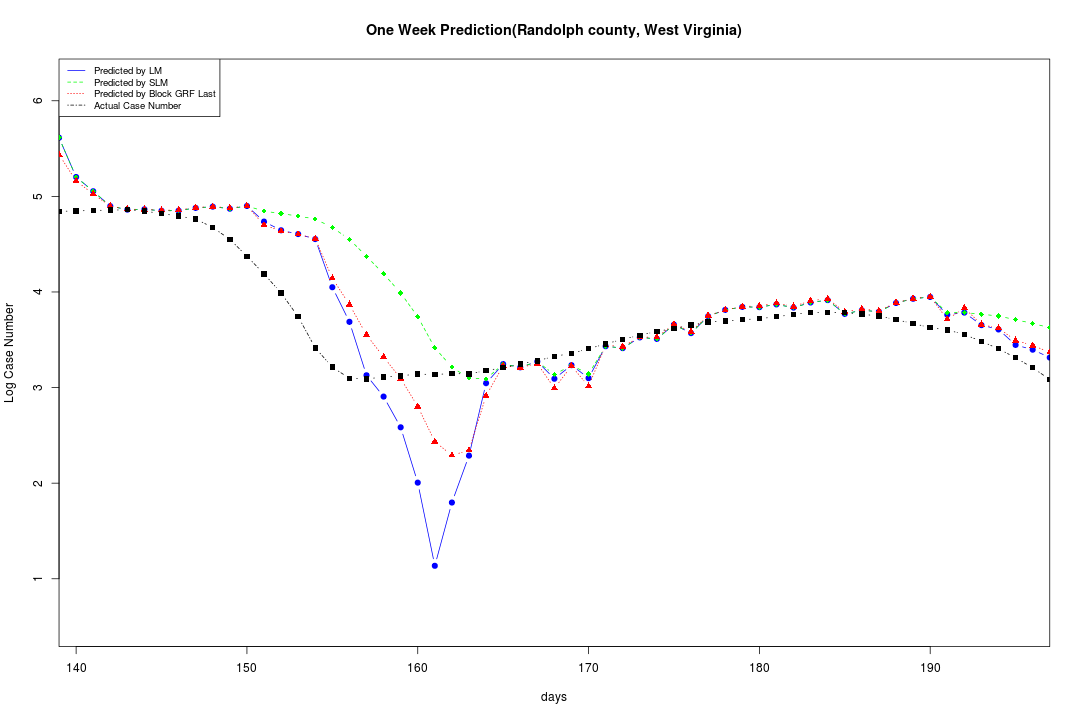 One Week Prediction(Randolph county, West Virginia)
Predicted by LM
Predicted by SLM
Predicted by Block GRF Last
Actual Case Number
6
5
4
3
2
1
Log Case Number
140 150 160 170 180 190
days